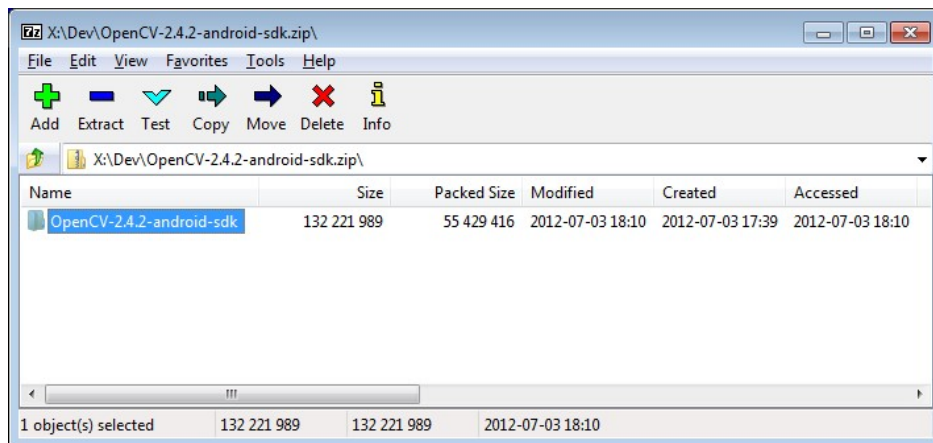 7z X:\Dev\OpenCV-2.4.2-android-sdk.zip\
File Edit View Favorites Tools Help
Add Extract Test Copy Move Delete Info
X:\Dev\OpenCV-2.4.2-android-sdk.zip\
Name Size Packed Size Modified Created Accessed
OpenCV-2.4.2-android-sdk 132 221 989 55 429 416 2012-07-03 18:10 2012-07-03 17:39 2012-07-03 18:10
1 object(s) selected 132 221 989 132 221 989 2012-07-03 18:10